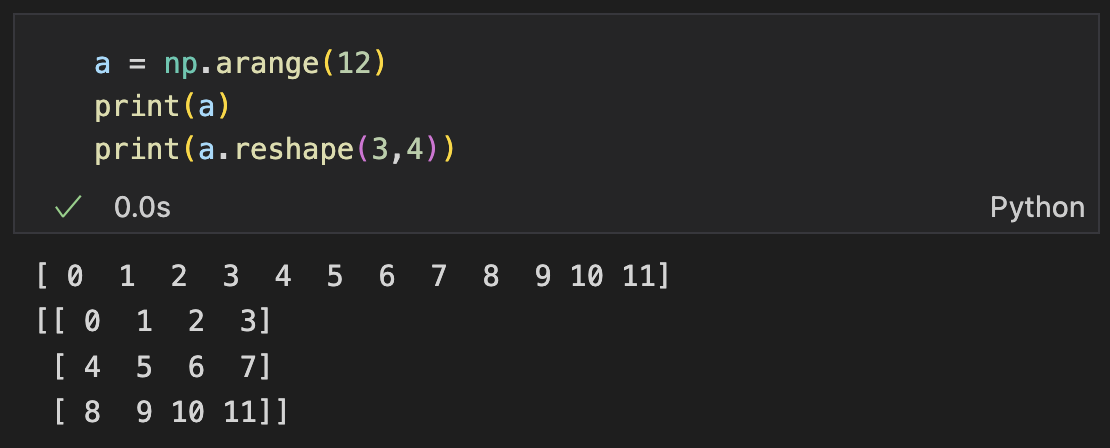 a = np.arange(12)
print(a)
print(a.reshape(3,4))
✓ 0.0s Python
[ 0  1  2  3  4  5  6  7  8  9 10 11]
[[ 0  1  2  3]
 [ 4  5  6  7]
 [ 8  9 10 11]]